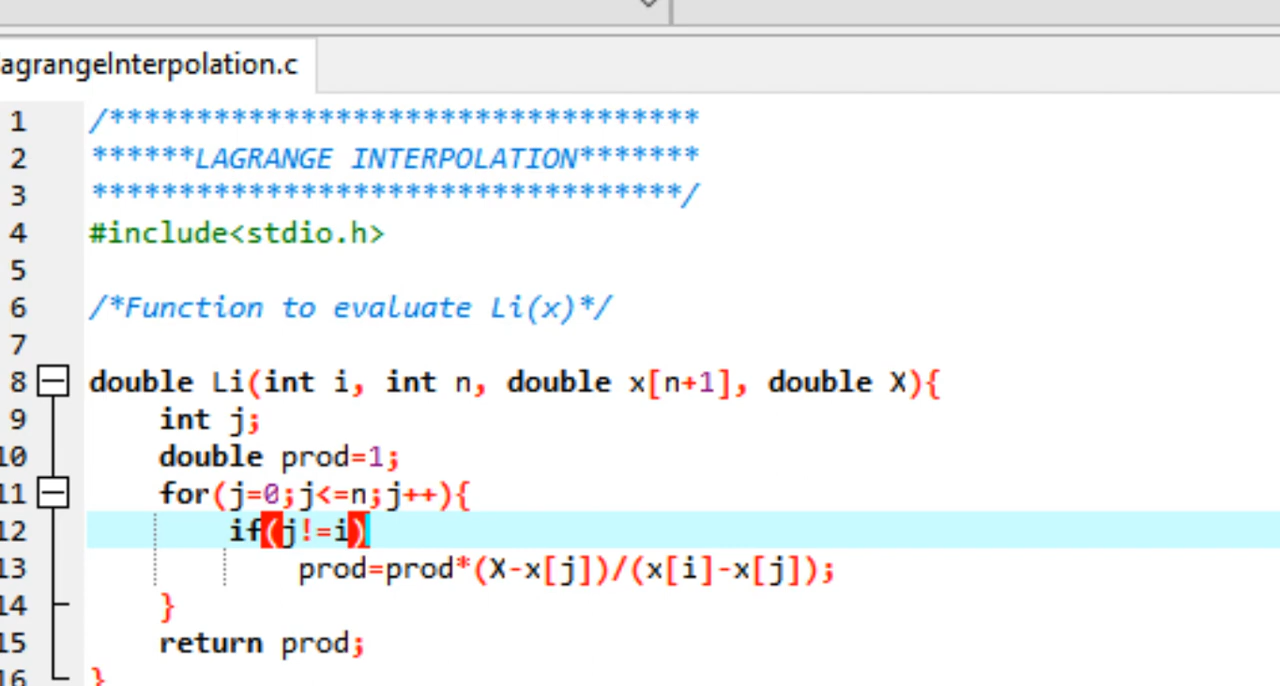 agrangeInterpolation.c
1 /**********************************
2 ******LAGRANGE INTERPOLATION*******
3 **********************************/
4 #include<stdio.h>
5
6 /*Function to evaluate Li(x)*/
7
8 double Li(int i, int n, double x[n+1], double X){
9 int j;
10 double prod=1;
11 for(j=0;j<=n;j++){
12 if(j!=i)
13 prod=prod*(X-x[j])/(x[i]-x[j]);
14 }
15 return prod;
16 }